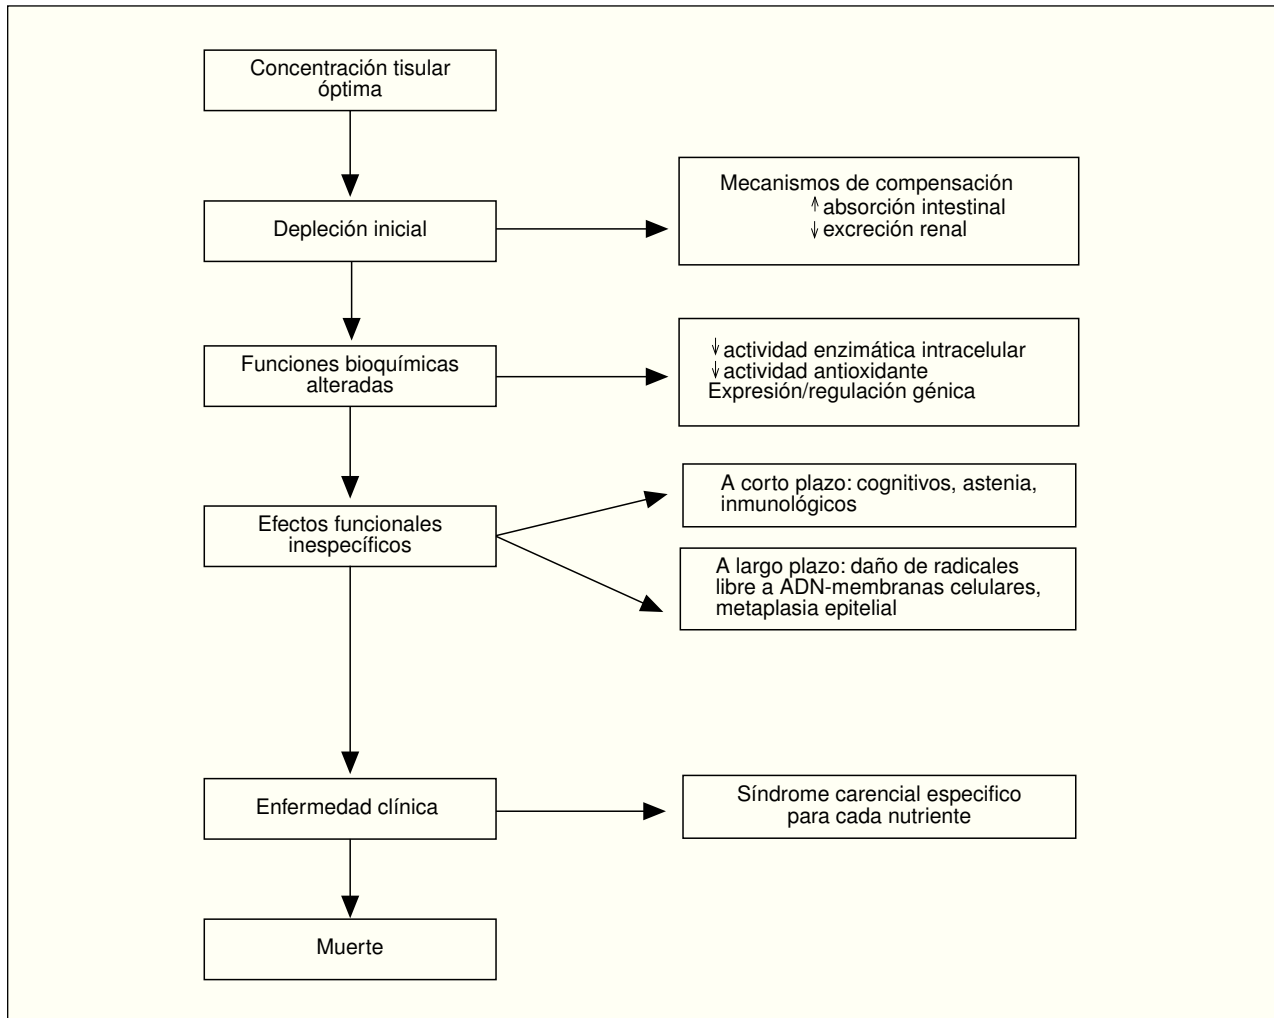 Concentración tisular
óptima
Depleción inicial
Mecanismos de compensación
↑ absorción intestinal
↓ excreción renal
Funciones bioquímicas
alteradas
↓ actividad enzimática intracelular
↓ actividad antioxidante
Expresión/regulación génica
Efectos funcionales
inespecíficos
A corto plazo: cognitivos, astenia,
inmunológicos
A largo plazo: daño de radicales
libre a ADN-membranas celulares,
metaplasia epitelial
Enfermedad clínica
Síndrome carencial especifico
para cada nutriente
Muerte